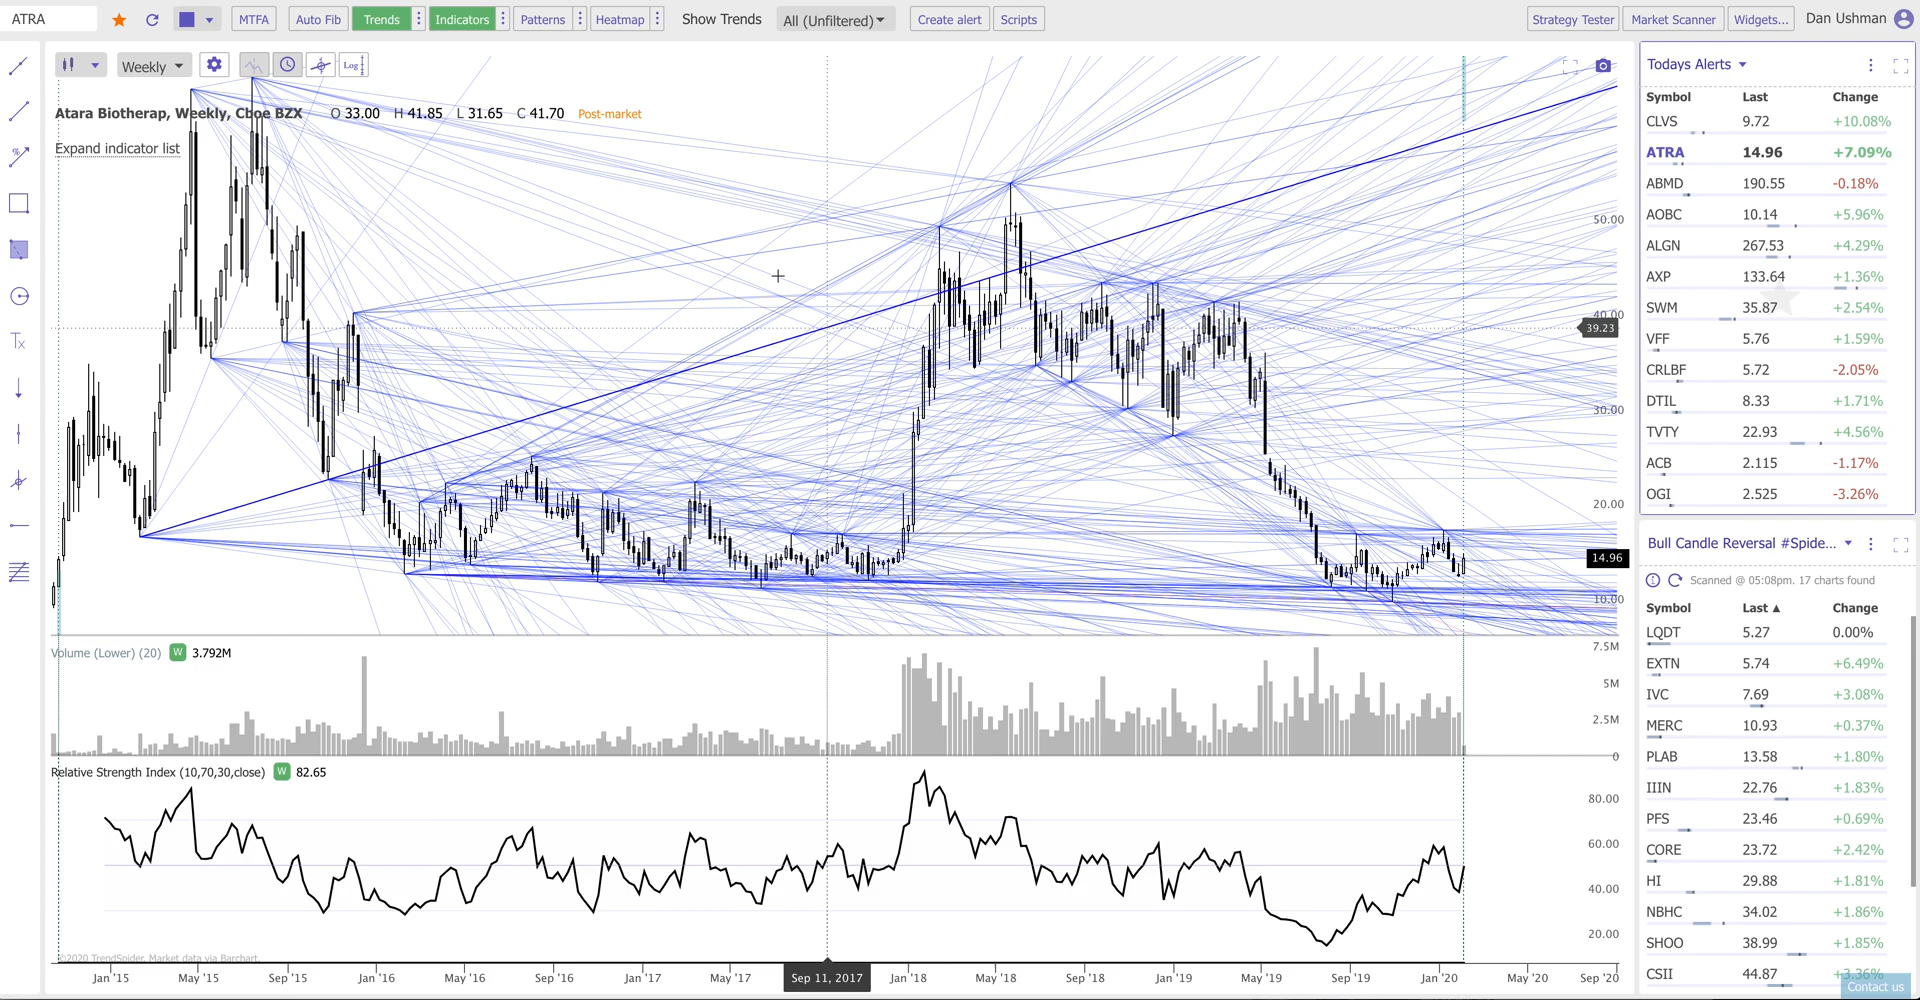 ATRA
MTFA
Auto Fib
Trends
Indicators
Patterns
Heatmap
Show Trends
All (Unfiltered)
Create alert
Scripts
Strategy Tester
Market Scanner
Widgets...
Dan Ushman
Weekly
Log
Atara Biotherap, Weekly, Cboe BZX O 33.00 H 41.85 L 31.65 C 41.70 Post-market
Expand indicator list
50.00
40.00
39.23
30.00
20.00
14.96
10.00
Volume (Lower) (20) W 3.792M
7.5M
5M
2.5M
0
Relative Strength Index (10,70,30,close) W 82.65
80.00
60.00
40.00
20.00
©2020 TrendSpider. Market data via Barchart.
Jan '15 May '15 Sep '15 Jan '16 May '16 Sep '16 Jan '17 May '17 Sep 11, 2017 Jan '18 May '18 Sep '18 Jan '19 May '19 Sep '19 Jan '20 May '20 Sep '20
Todays Alerts
Symbol Last Change
CLVS 9.72 +10.08%
ATRA 14.96 +7.09%
ABMD 190.55 -0.18%
AOBC 10.14 +5.96%
ALGN 267.53 +4.29%
AXP 133.64 +1.36%
SWM 35.87 +2.54%
VFF 5.76 +1.59%
CRLBF 5.72 -2.05%
DTIL 8.33 +1.71%
TVTY 22.93 +4.56%
ACB 2.115 -1.17%
OGI 2.525 -3.26%
Bull Candle Reversal #Spide...
Scanned @ 05:08pm. 17 charts found
Symbol Last ▲ Change
LQDT 5.27 0.00%
EXTN 5.74 +6.49%
IVC 7.69 +3.08%
MERC 10.93 +0.37%
PLAB 13.58 +1.80%
IIIN 22.76 +1.83%
PFS 23.46 +0.69%
CORE 23.72 +2.42%
HI 29.88 +1.81%
NBHC 34.02 +1.86%
SHOO 38.99 +1.85%
CSII 44.87 +3.36%
Contact us